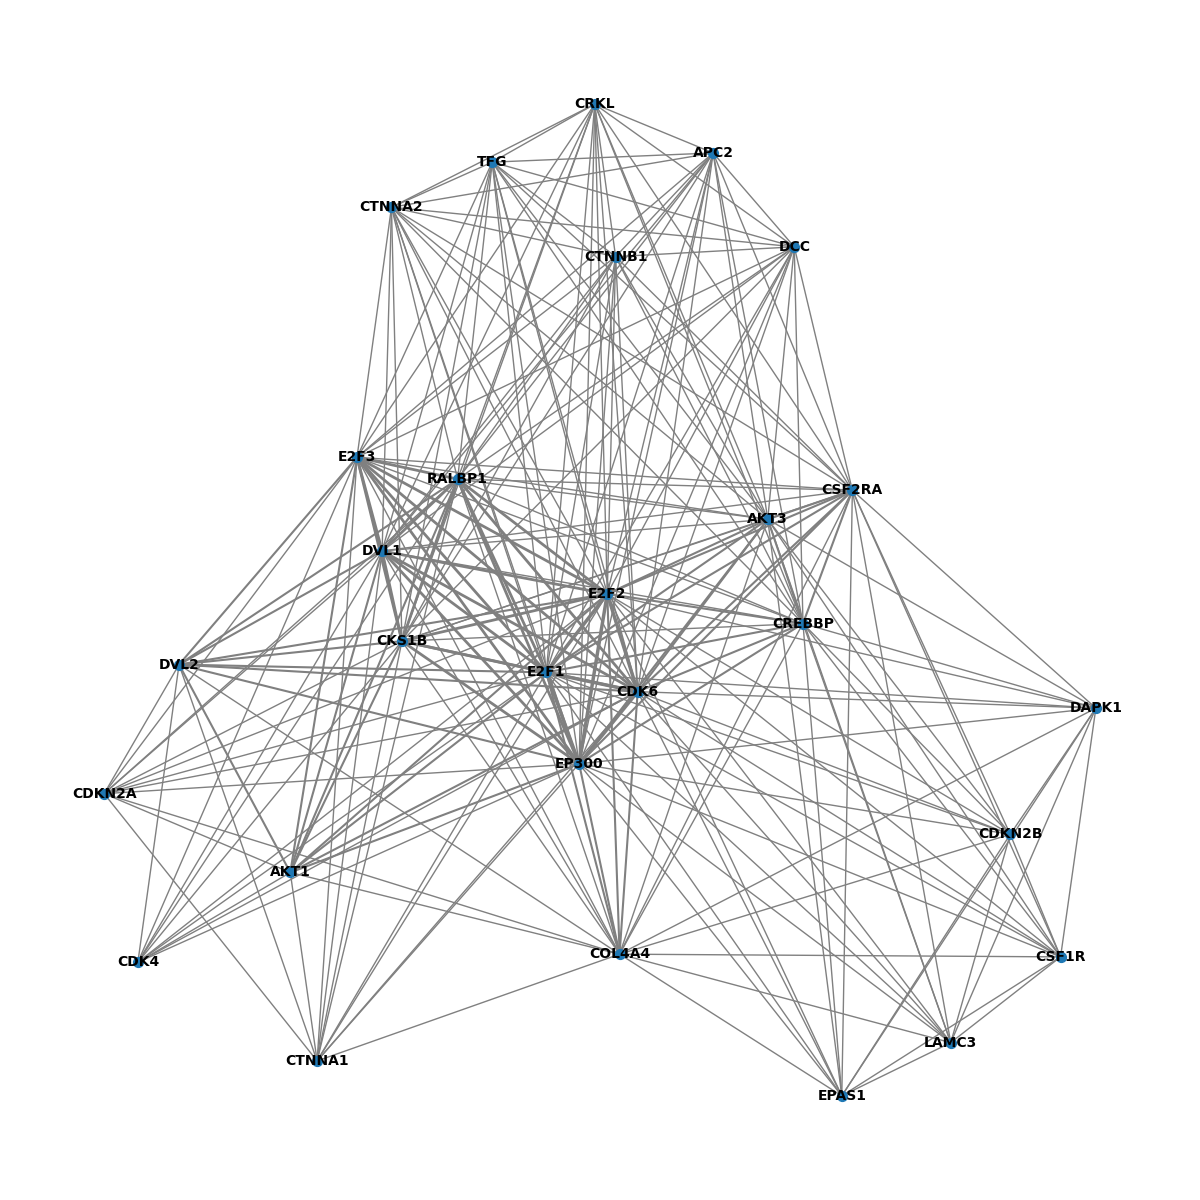 CRKL
APC2
TFG
CTNNA2
DCC
CTNNB1
E2F3
RALBP1
CSF2RA
AKT3
DVL1
E2F2
CREBBP
CKS1B
DVL2
E2F1
CDK6
DAPK1
EP300
CDKN2A
CDKN2B
AKT1
COL4A4
CSF1R
CDK4
LAMC3
CTNNA1
EPAS1